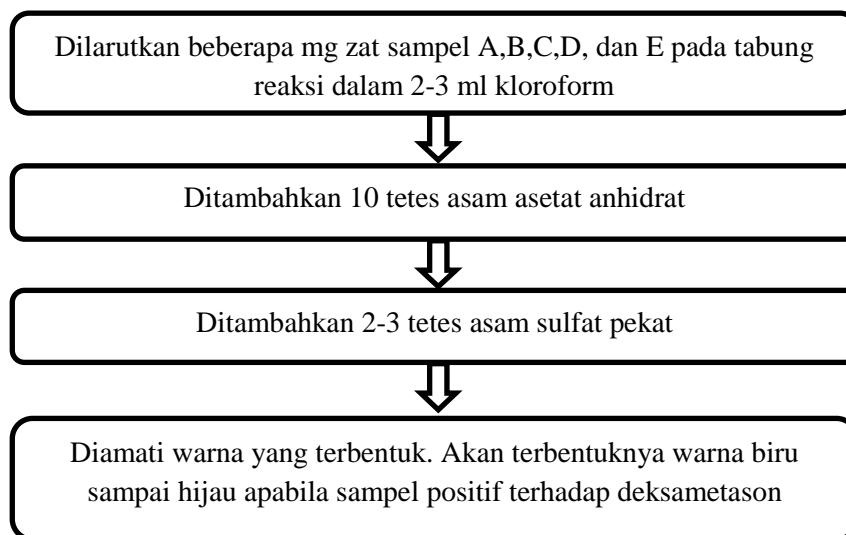 Dilarutkan beberapa mg zat sampel A,B,C,D, dan E pada tabung
reaksi dalam 2-3 ml kloroform
Ditambahkan 10 tetes asam asetat anhidrat
Ditambahkan 2-3 tetes asam sulfat pekat
Diamati warna yang terbentuk. Akan terbentuknya warna biru
sampai hijau apabila sampel positif terhadap deksametason